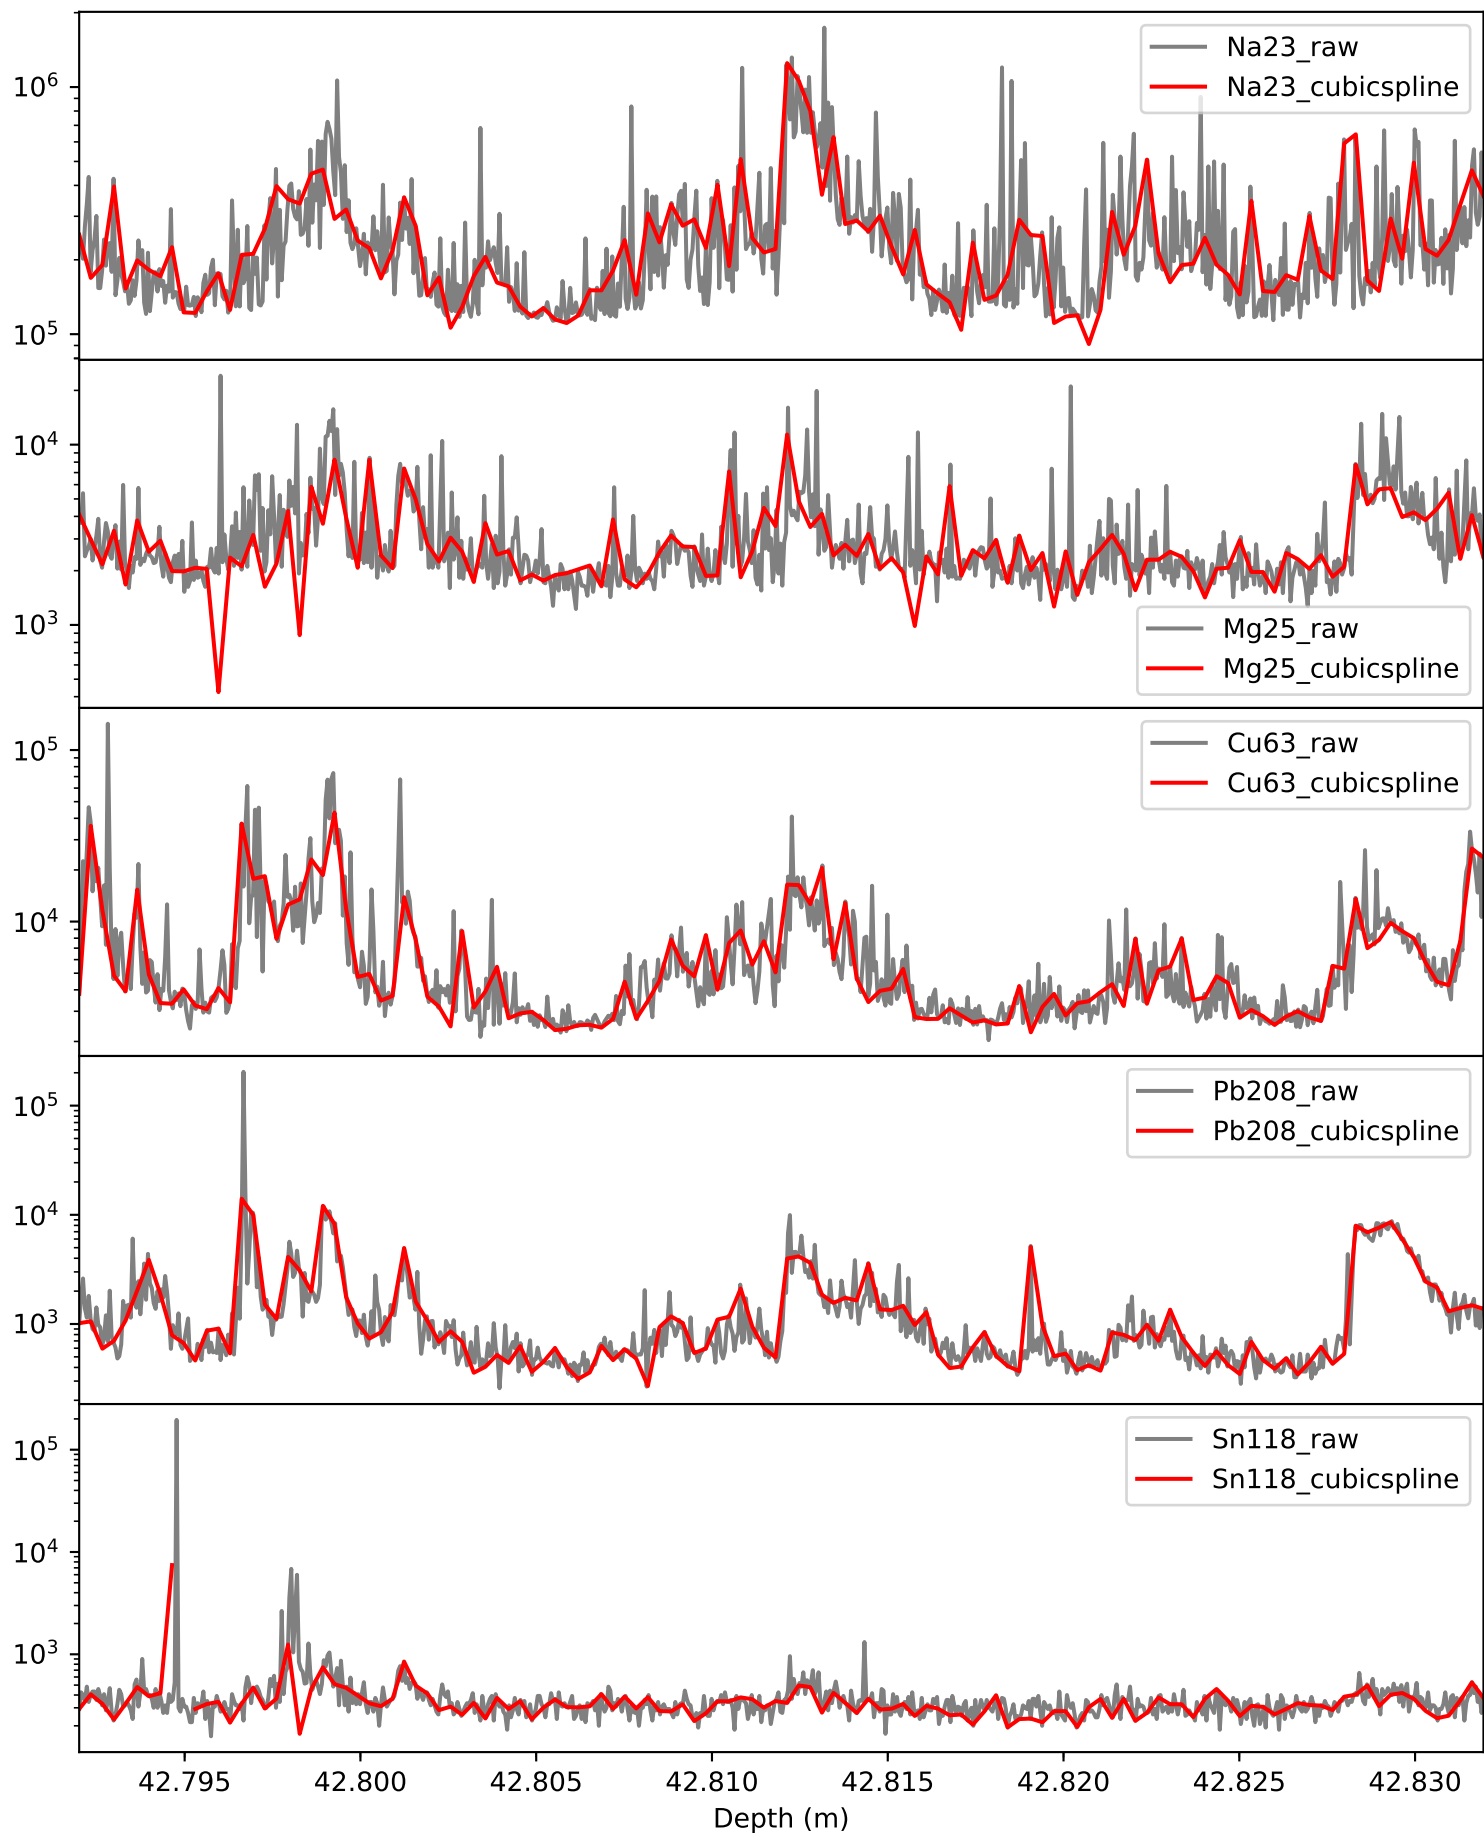 Na23_raw
Na23_cubicspline
10^6
10^5
10^4
10^3
Mg25_raw
Mg25_cubicspline
Cu63_raw
Cu63_cubicspline
10^5
10^4
Pb208_raw
Pb208_cubicspline
10^5
10^4
10^3
Sn118_raw
Sn118_cubicspline
10^5
10^4
10^3
42.795 42.800 42.805 42.810 42.815 42.820 42.825 42.830
Depth (m)